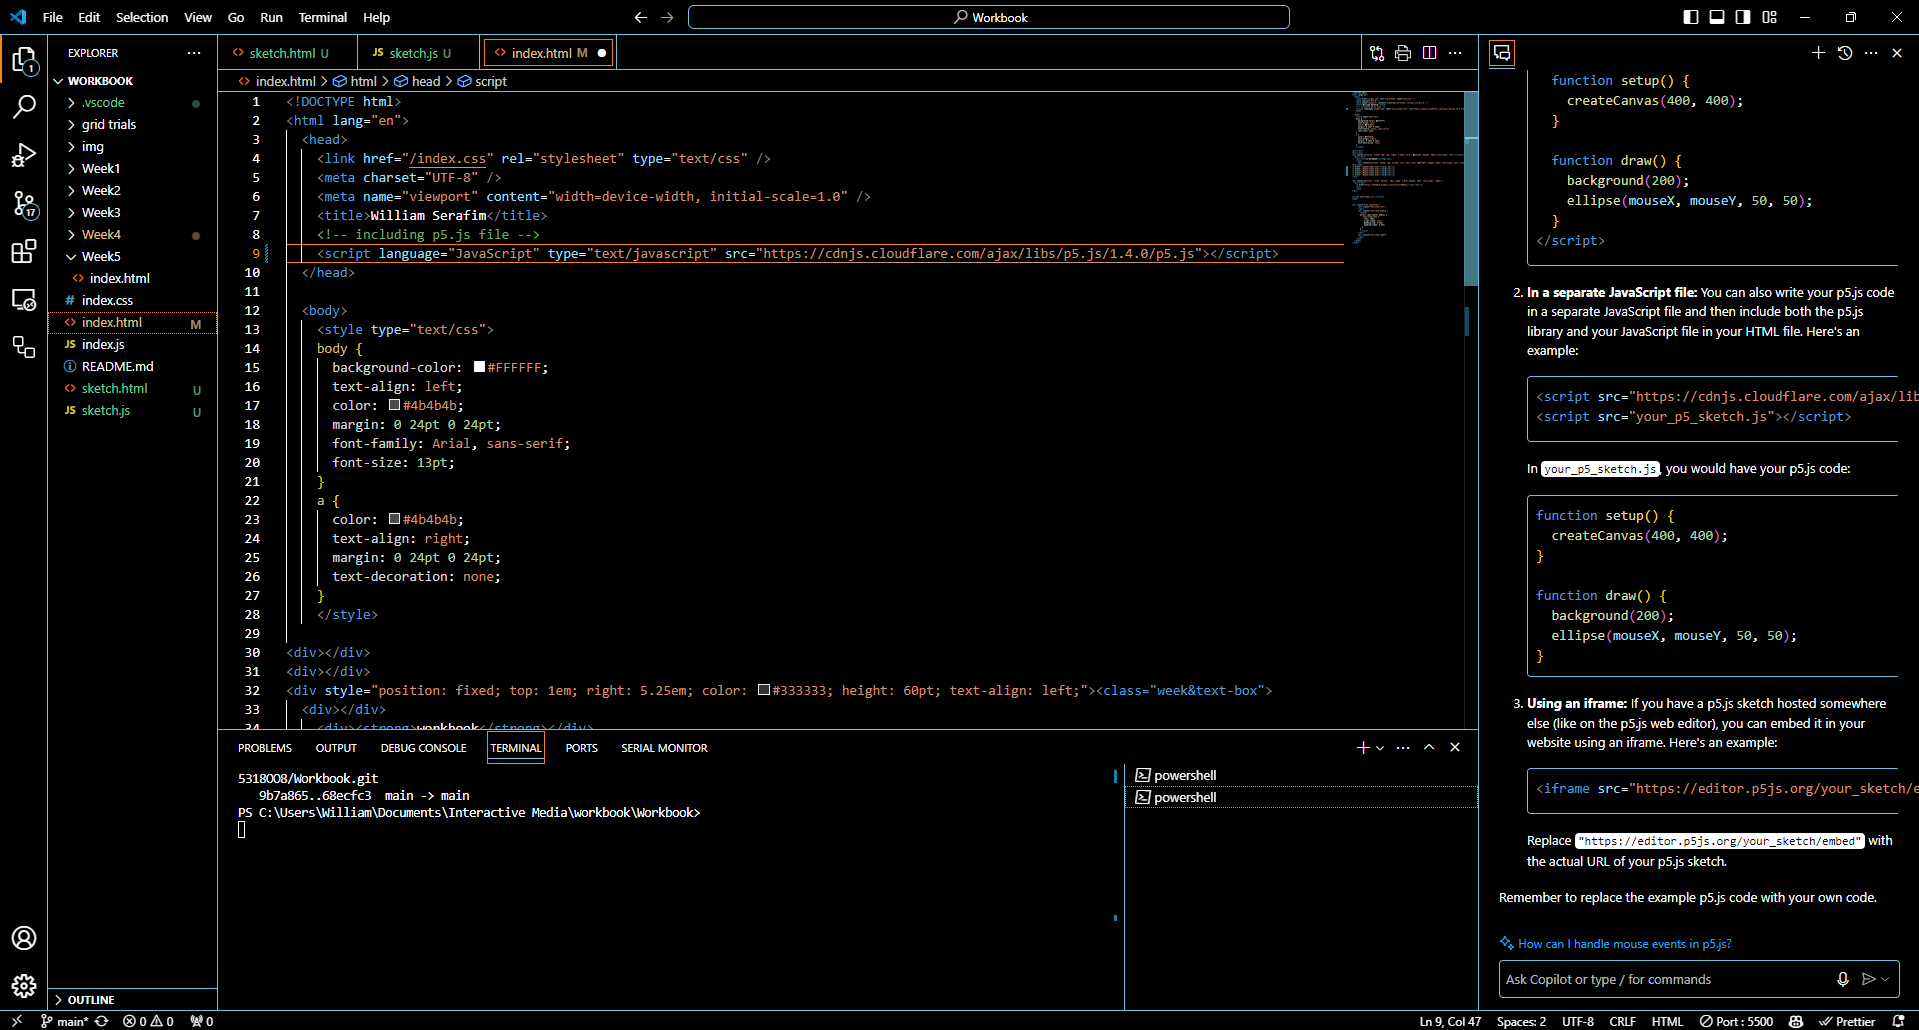 File Edit Selection View Go Run Terminal Help
Workbook
EXPLORER
WORKBOOK
.vscode
grid trials
img
Week1
Week2
Week3
Week4
Week5
index.html
# index.css
index.html M
JS index.js
README.md
sketch.html U
JS sketch.js U
OUTLINE
1
17
sketch.html U
JS sketch.js U
index.html M
index.html > html > head > script
1 <!DOCTYPE html>
2 <html lang="en">
3 <head>
4 <link href="/index.css" rel="stylesheet" type="text/css" />
5 <meta charset="UTF-8" />
6 <meta name="viewport" content="width=device-width, initial-scale=1.0" />
7 <title>William Serafim</title>
8 <!-- including p5.js file -->
9 <script language="JavaScript" type="text/javascript" src="https://cdnjs.cloudflare.com/ajax/libs/p5.js/1.4.0/p5.js"></script>
10 </head>
11
12 <body>
13 <style type="text/css">
14 body {
15 background-color: #FFFFFF;
16 text-align: left;
17 color: #4b4b4b;
18 margin: 0 24pt 0 24pt;
19 font-family: Arial, sans-serif;
20 font-size: 13pt;
21 }
22 a {
23 color: #4b4b4b;
24 text-align: right;
25 margin: 0 24pt 0 24pt;
26 text-decoration: none;
27 }
28 </style>
29
30 <div></div>
31 <div></div>
32 <div style="position: fixed; top: 1em; right: 5.25em; color: #333333; height: 60pt; text-align: left;"><class="week&text-box">
33 <div></div>
34 <div><strong>workbook</strong></div>
PROBLEMS OUTPUT DEBUG CONSOLE TERMINAL PORTS SERIAL MONITOR
5318008/Workbook.git
9b7a865..68ecfc3 main -> main
PS C:\Users\William\Documents\Interactive Media\workbook\Workbook>
powershell
powershell
function setup() {
createCanvas(400, 400);
}
function draw() {
background(200);
ellipse(mouseX, mouseY, 50, 50);
}
</script>
2. In a separate JavaScript file: You can also write your p5.js code
in a separate JavaScript file and then include both the p5.js
library and your JavaScript file in your HTML file. Here's an
example:
<script src="https://cdnjs.cloudflare.com/ajax/lib
<script src="your_p5_sketch.js"></script>
In your_p5_sketch.js, you would have your p5.js code:
function setup() {
createCanvas(400, 400);
}
function draw() {
background(200);
ellipse(mouseX, mouseY, 50, 50);
}
3. Using an iframe: If you have a p5.js sketch hosted somewhere
else (like on the p5.js web editor), you can embed it in your
website using an iframe. Here's an example:
<iframe src="https://editor.p5js.org/your_sketch/e
Replace "https://editor.p5js.org/your_sketch/embed" with
the actual URL of your p5.js sketch.
Remember to replace the example p5.js code with your own code.
How can I handle mouse events in p5.js?
Ask Copilot or type / for commands
main* 0 0 0 Ln 9, Col 47 Spaces: 2 UTF-8 CRLF HTML Port : 5500 Prettier